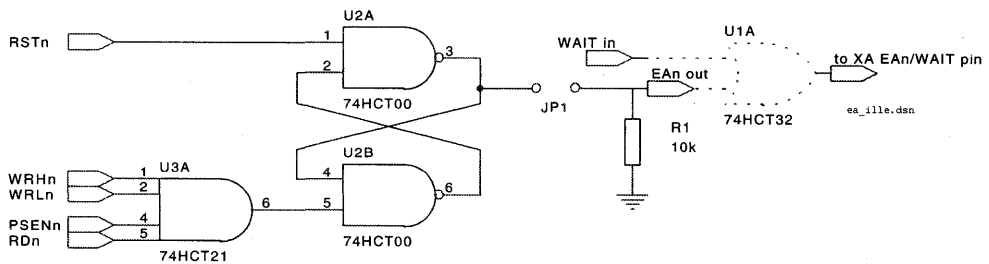 U2A
RSTn
1
3
2
74HCT00
WAIT in
U1A
to XA EAn/WAIT pin
EAn out
JP1
74HCT32
ea_ille.dsn
R1
10k
U2B
4
6
5
74HCT00
U3A
WRHn
1
WRLn
2
6
PSENn
4
RDn
5
74HCT21